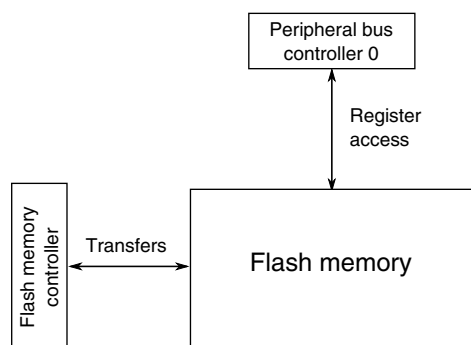 Peripheral bus
controller 0
Register
access
Flash memory
controller
Transfers
Flash memory